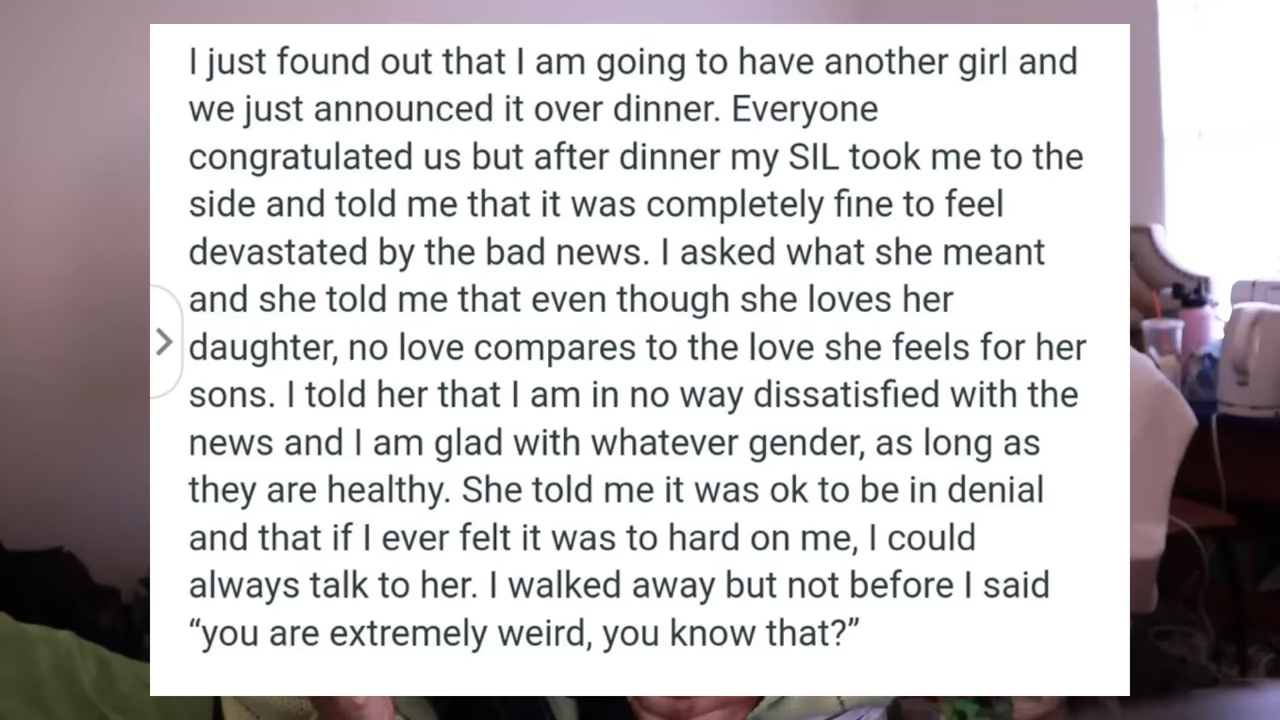 I just found out that I am going to have another girl and
we just announced it over dinner. Everyone
congratulated us but after dinner my SIL took me to the
side and told me that it was completely fine to feel
devastated by the bad news. I asked what she meant
and she told me that even though she loves her
daughter, no love compares to the love she feels for her
sons. I told her that I am in no way dissatisfied with the
news and I am glad with whatever gender, as long as
they are healthy. She told me it was ok to be in denial
and that if I ever felt it was to hard on me, I could
always talk to her. I walked away but not before I said
“you are extremely weird, you know that?”